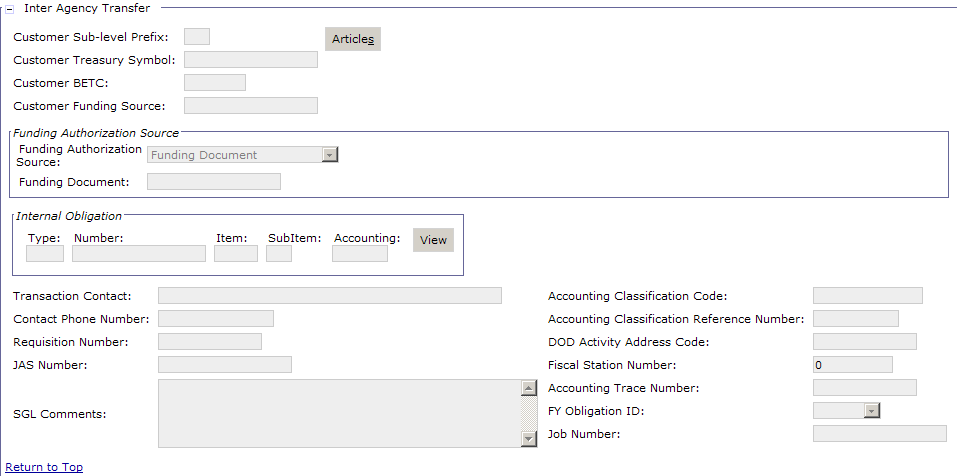 Inter Agency Transfer
Customer Sub-level Prefix:
Articles
Customer Treasury Symbol:
Customer BETC:
Customer Funding Source:
Funding Authorization Source
Funding Authorization
Source:
Funding Document
Funding Document:
Internal Obligation
Type: Number: Item: SubItem: Accounting:
View
Transaction Contact:
Contact Phone Number:
Requisition Number:
JAS Number:
SGL Comments:
Accounting Classification Code:
Accounting Classification Reference Number:
DOD Activity Address Code:
Fiscal Station Number: 0
Accounting Trace Number:
FY Obligation ID:
Job Number:
Return to Top